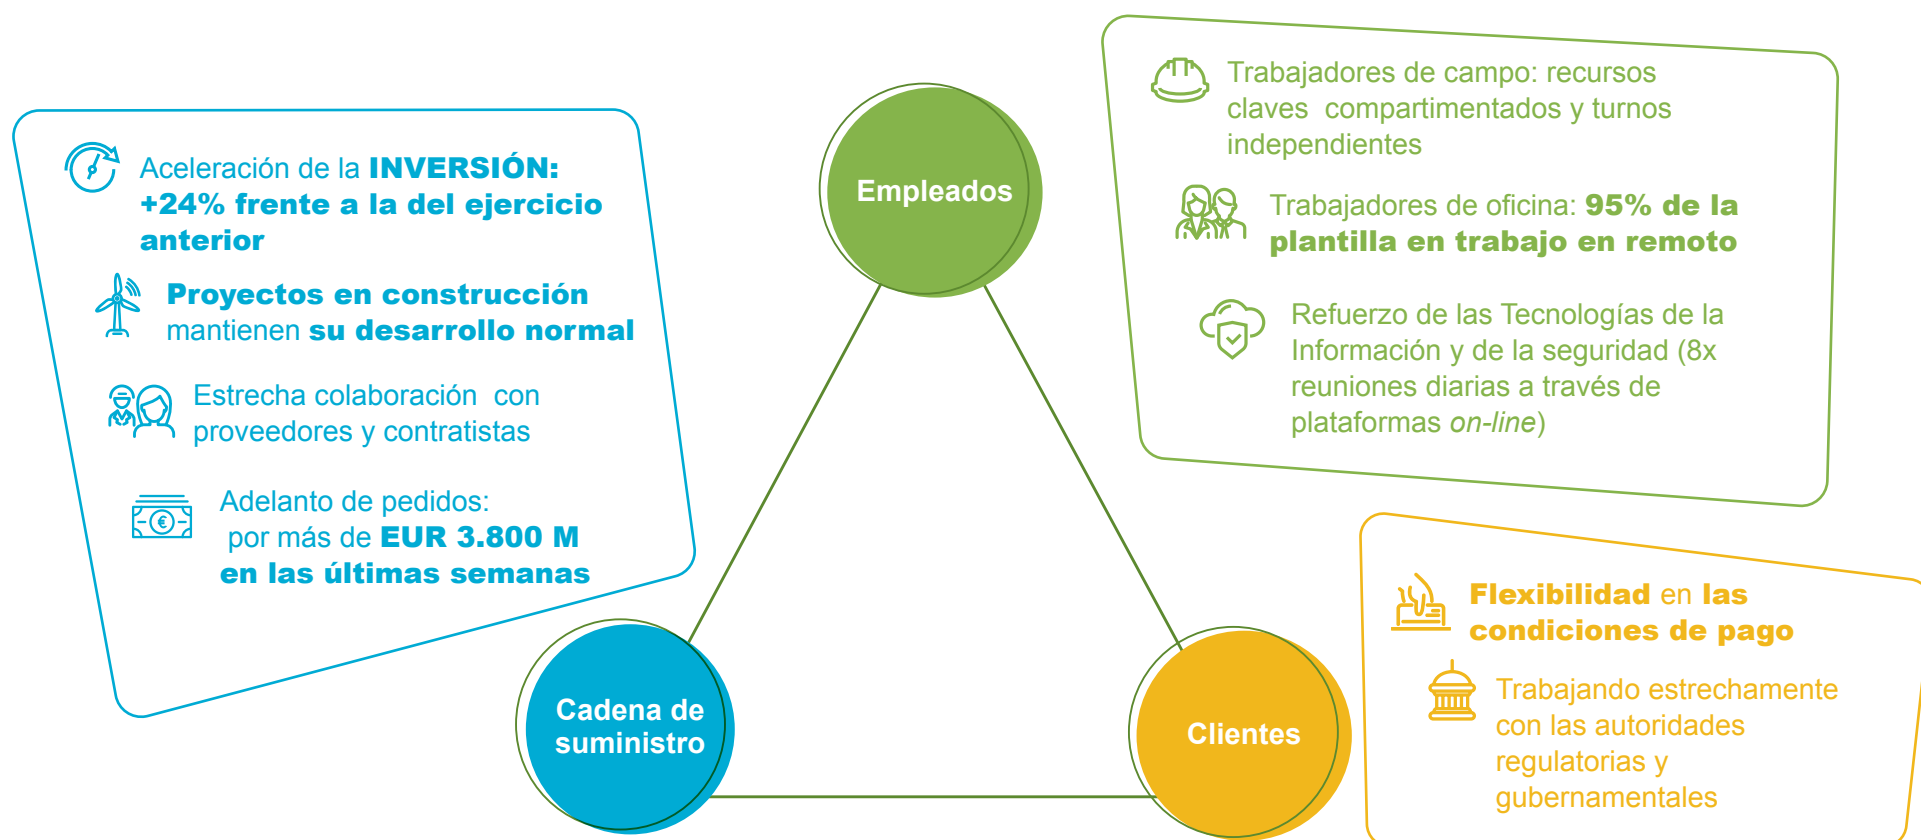 Aceleración de la INVERSIÓN:
+24% frente a la del ejercicio
anterior
Proyectos en construcción
mantienen su desarrollo normal
Estrecha colaboración con
proveedores y contratistas
Adelanto de pedidos:
por más de EUR 3.800 M
en las últimas semanas
Empleados
Cadena de
suministro
Clientes
Trabajadores de campo: recursos
claves compartimentados y turnos
independientes
Trabajadores de oficina: 95% de la
plantilla en trabajo en remoto
Refuerzo de las Tecnologías de la
Información y de la seguridad (8x
reuniones diarias a través de
plataformas on-line)
Flexibilidad en las
condiciones de pago
Trabajando estrechamente
con las autoridades
regulatorias y
gubernamentales